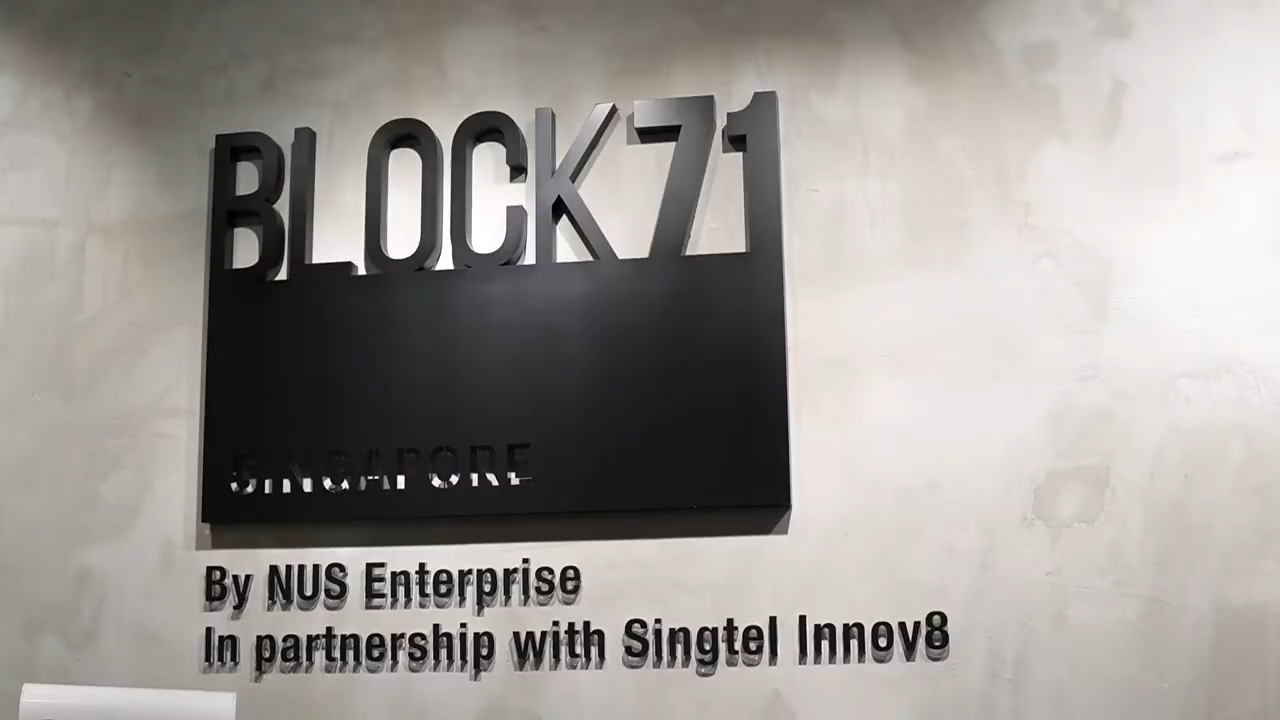 BLOCK71
SINGAPORE
By NUS Enterprise
In partnership with Singtel Innov8